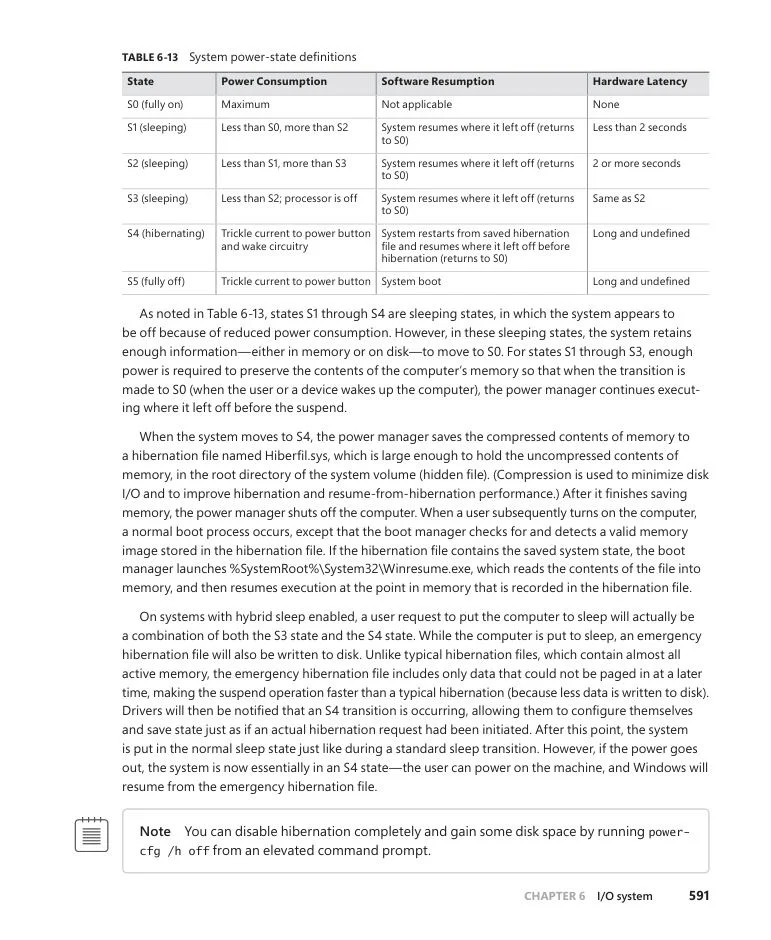 TABLE 6-13 System power-state definitions
State Power Consumption Software Resumption Hardware Latency
S0 (fully on) Maximum Not applicable None
S1 (sleeping) Less than S0, more than S2 System resumes where it left off (returns Less than 2 seconds
to S0)
S2 (sleeping) Less than S1, more than S3 System resumes where it left off (returns 2 or more seconds
to S0)
S3 (sleeping) Less than S2; processor is off System resumes where it left off (returns Same as S2
to S0)
S4 (hibernating) Trickle current to power button System restarts from saved hibernation Long and undefined
and wake circuitry file and resumes where it left off before
hibernation (returns to S0)
S5 (fully off) Trickle current to power button System boot Long and undefined
As noted in Table 6-13, states S1 through S4 are sleeping states, in which the system appears to
be off because of reduced power consumption. However, in these sleeping states, the system retains
enough information—either in memory or on disk—to move to S0. For states S1 through S3, enough
power is required to preserve the contents of the computer's memory so that when the transition is
made to S0 (when the user or a device wakes up the computer), the power manager continues execut-
ing where it left off before the suspend.
When the system moves to S4, the power manager saves the compressed contents of memory to
a hibernation file named Hiberfil.sys, which is large enough to hold the uncompressed contents of
memory, in the root directory of the system volume (hidden file). (Compression is used to minimize disk
I/O and to improve hibernation and resume-from-hibernation performance.) After it finishes saving
memory, the power manager shuts off the computer. When a user subsequently turns on the computer,
a normal boot process occurs, except that the boot manager checks for and detects a valid memory
image stored in the hibernation file. If the hibernation file contains the saved system state, the boot
manager launches %SystemRoot%\System32\Winresume.exe, which reads the contents of the file into
memory, and then resumes execution at the point in memory that is recorded in the hibernation file.
On systems with hybrid sleep enabled, a user request to put the computer to sleep will actually be
a combination of both the S3 state and the S4 state. While the computer is put to sleep, an emergency
hibernation file will also be written to disk. Unlike typical hibernation files, which contain almost all
active memory, the emergency hibernation file includes only data that could not be paged in at a later
time, making the suspend operation faster than a typical hibernation (because less data is written to disk).
Drivers will then be notified that an S4 transition is occurring, allowing them to configure themselves
and save state just as if an actual hibernation request had been initiated. After this point, the system
is put in the normal sleep state just like during a standard sleep transition. However, if the power goes
out, the system is now essentially in an S4 state—the user can power on the machine, and Windows will
resume from the emergency hibernation file.
Note You can disable hibernation completely and gain some disk space by running power-
cfg /h off from an elevated command prompt.
CHAPTER 6 I/O system 591